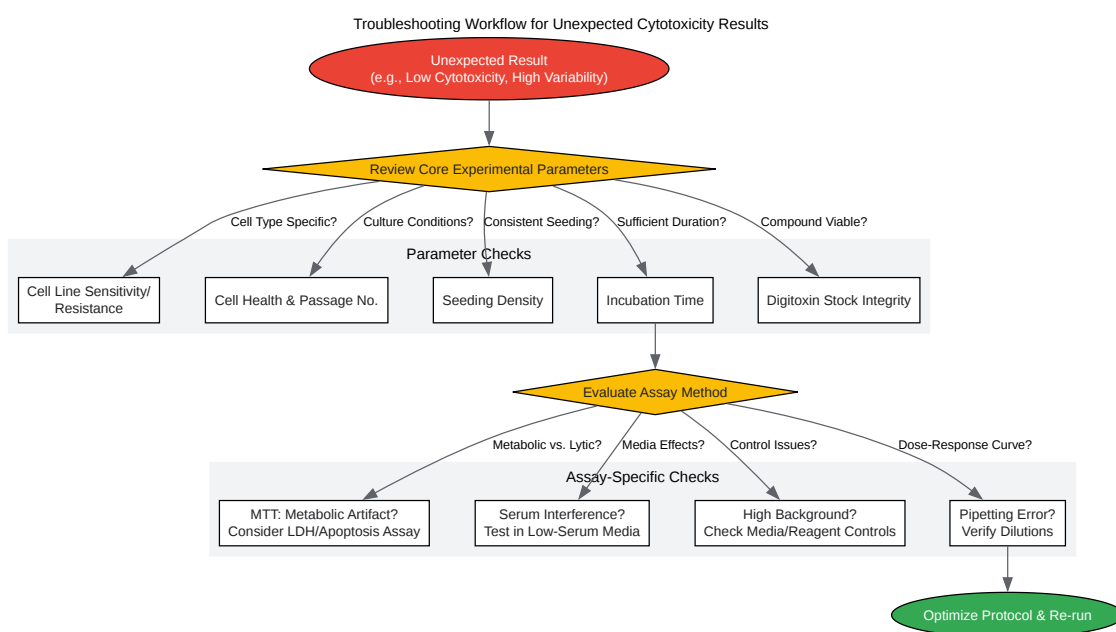 Troubleshooting Workflow for Unexpected Cytotoxicity Results
Unexpected Result
(e.g., Low Cytotoxicity, High Variability)
Review Core Experimental Parameters
Cell Type Specific?
Culture Conditions?
Consistent Seeding?
Sufficient Duration?
Compound Viable?
Parameter Checks
Cell Line Sensitivity/
Resistance
Cell Health & Passage No.
Seeding Density
Incubation Time
Digitoxin Stock Integrity
Evaluate Assay Method
Metabolic vs. Lytic?
Media Effects?
Control Issues?
Dose-Response Curve?
Assay-Specific Checks
MTT: Metabolic Artifact?
Consider LDH/Apoptosis Assay
Serum Interference?
Test in Low-Serum Media
High Background?
Check Media/Reagent Controls
Pipetting Error?
Verify Dilutions
Optimize Protocol & Re-run